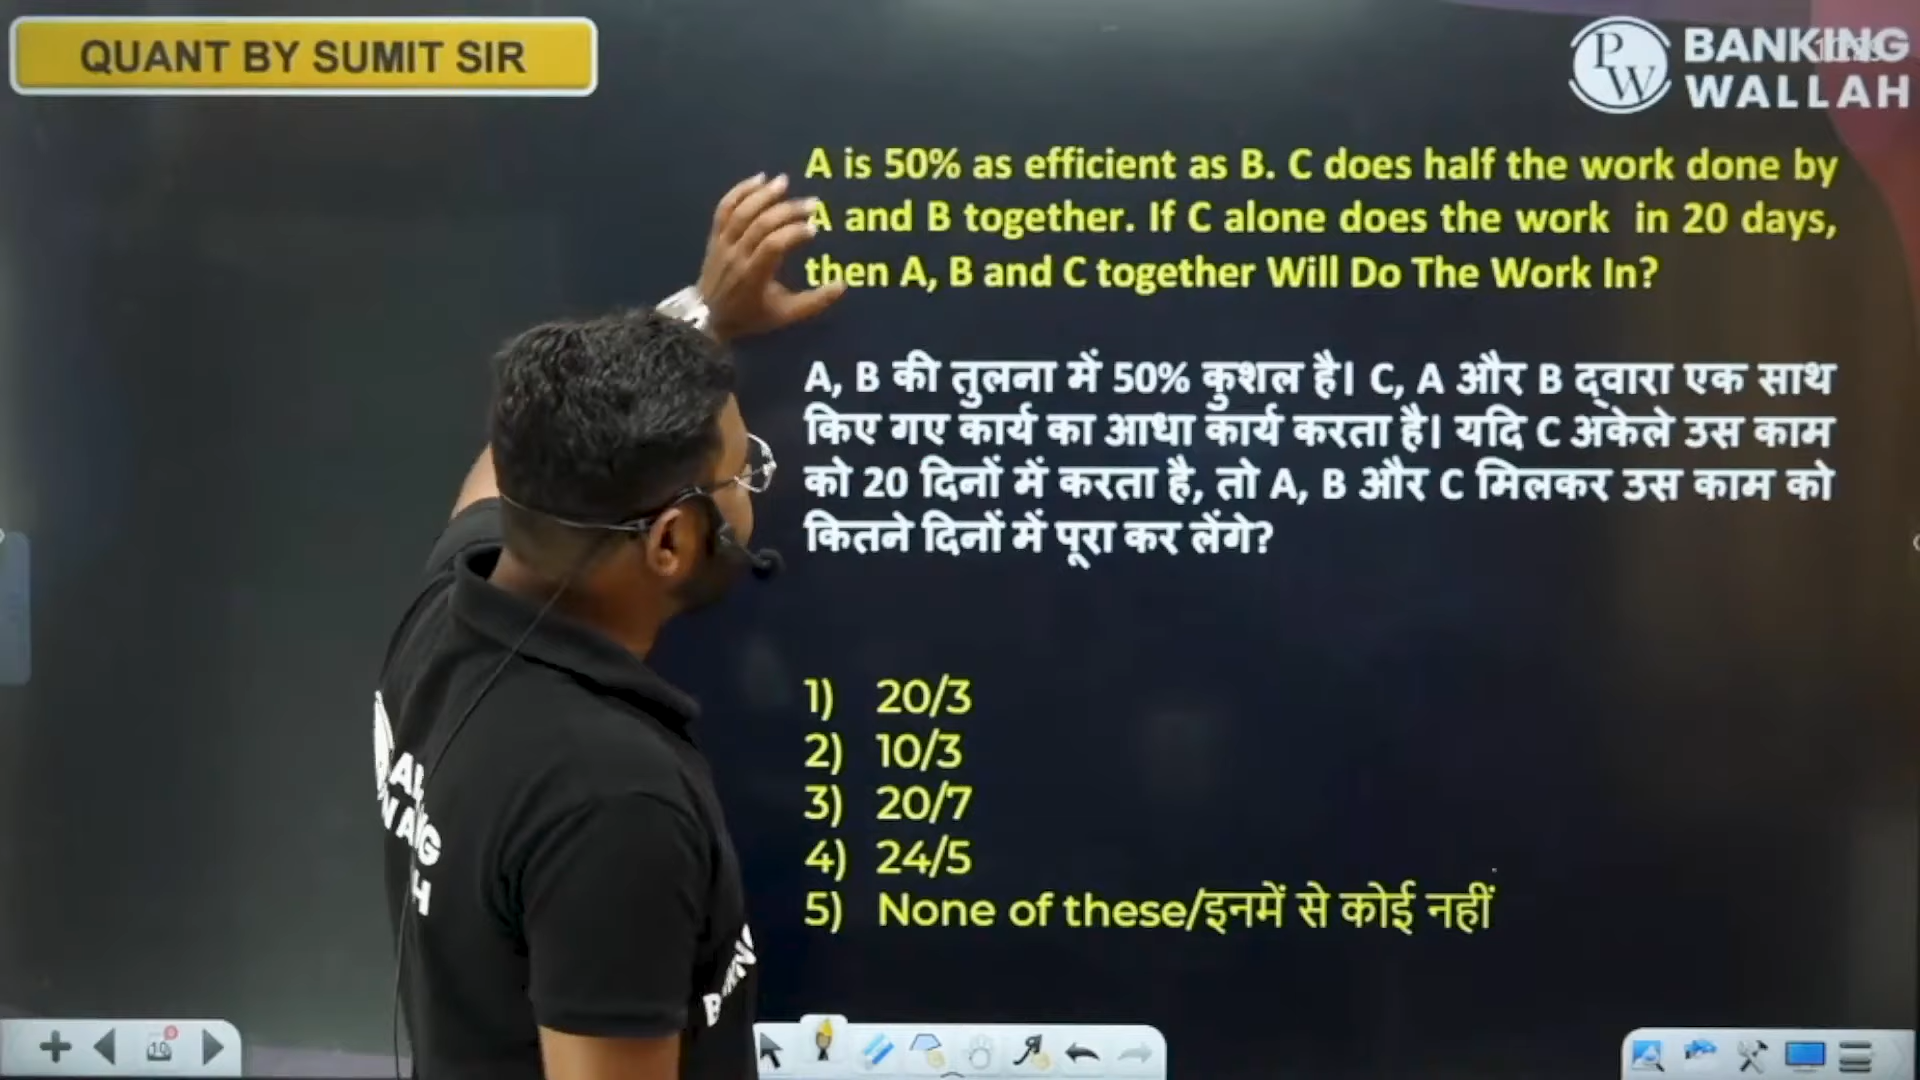 QUANT BY SUMIT SIR
BANKING
WALLAH
A is 50% as efficient as B. C does half the work done by
A and B together. If C alone does the work in 20 days,
then A, B and C together Will Do The Work In?
A, B की तुलना में 50% कुशल है। C, A और B द्वारा एक साथ
किए गए कार्य का आधा कार्य करता है। यदि C अकेले उस काम
को 20 दिनों में करता है, तो A, B और C मिलकर उस काम को
कितने दिनों में पूरा कर लेंगे?
1) 20/3
2) 10/3
3) 20/7
4) 24/5
5) None of these/इनमें से कोई नहीं
10